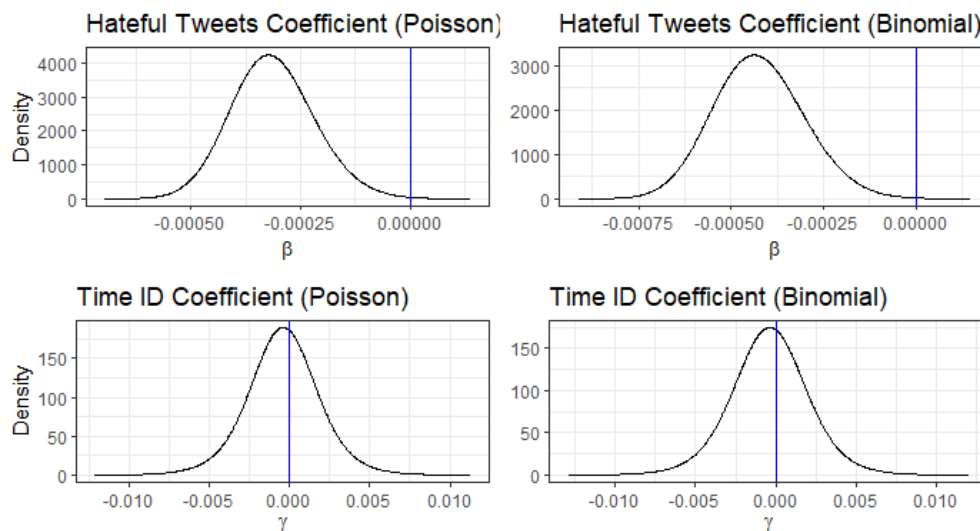 Hateful Tweets Coefficient (Poisson)
Density
4000
3000
2000
1000
0
-0.00050 -0.00025 0.00000
β
Hateful Tweets Coefficient (Binomial)
3000
2000
1000
0
-0.00075 -0.00050 -0.00025 0.00000
β
Time ID Coefficient (Poisson)
Density
150
100
50
0
-0.010 -0.005 0.000 0.005 0.010
γ
Time ID Coefficient (Binomial)
150
100
50
0
-0.010 -0.005 0.000 0.005 0.010
γ